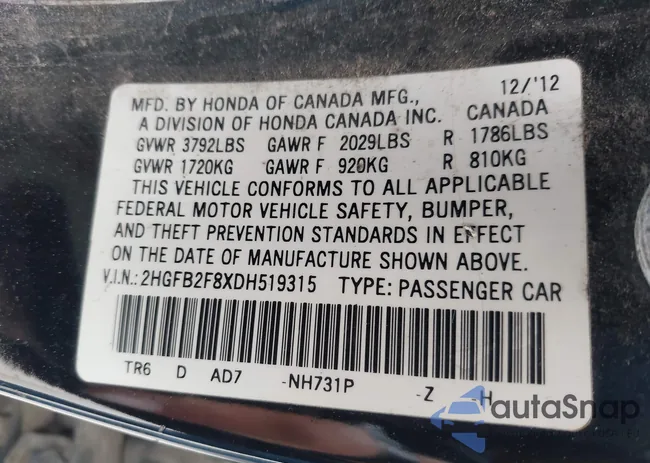 12/'12
MFD. BY HONDA OF CANADA MFG.,
A DIVISION OF HONDA CANADA INC. CANADA
GVWR 3792LBS GAWR F 2029LBS R 1786LBS
GVWR 1720KG GAWR F 920KG R 810KG
THIS VEHICLE CONFORMS TO ALL APPLICABLE
FEDERAL MOTOR VEHICLE SAFETY, BUMPER,
AND THEFT PREVENTION STANDARDS IN EFFECT
ON THE DATE OF MANUFACTURE SHOWN ABOVE.
V.I.N.: 2HGFB2F8XDH519315 TYPE: PASSENGER CAR
TR6 D AD7 -NH731P -Z -H
autoSnap